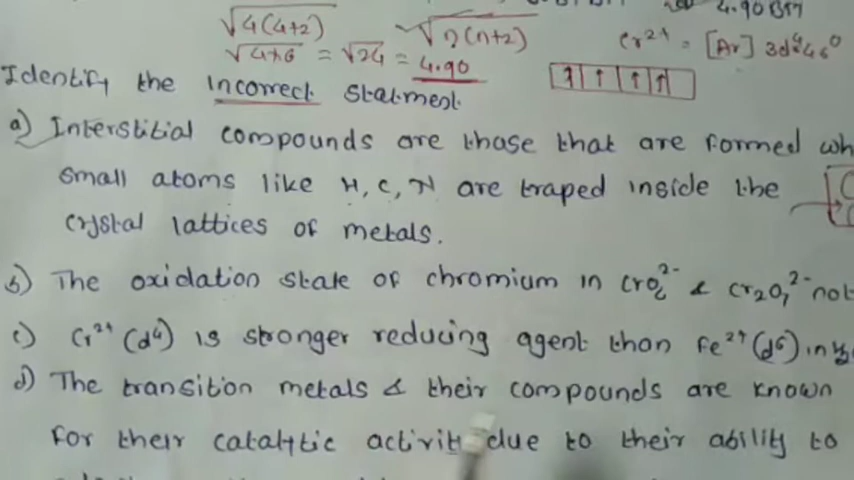 4.90 BM
√4(4+2) √n(n+2) Cr²⁺ = [Ar] 3d⁴4s⁰
√4×6 = √24 = 4.90
Identify the incorrect statment
a) Interstitial compounds are those that are formed wh
small atoms like H, C, N are traped inside the
crystal lattices of metals.
b) The oxidation state of chromium in CrO₄²⁻ & Cr₂O₇²⁻ not
c) Cr²⁺ (d⁴) is stronger reducing agent than Fe²⁺ (d⁶) in
d) The transition metals & their compounds are known
for their catalytic activity due to their ability to